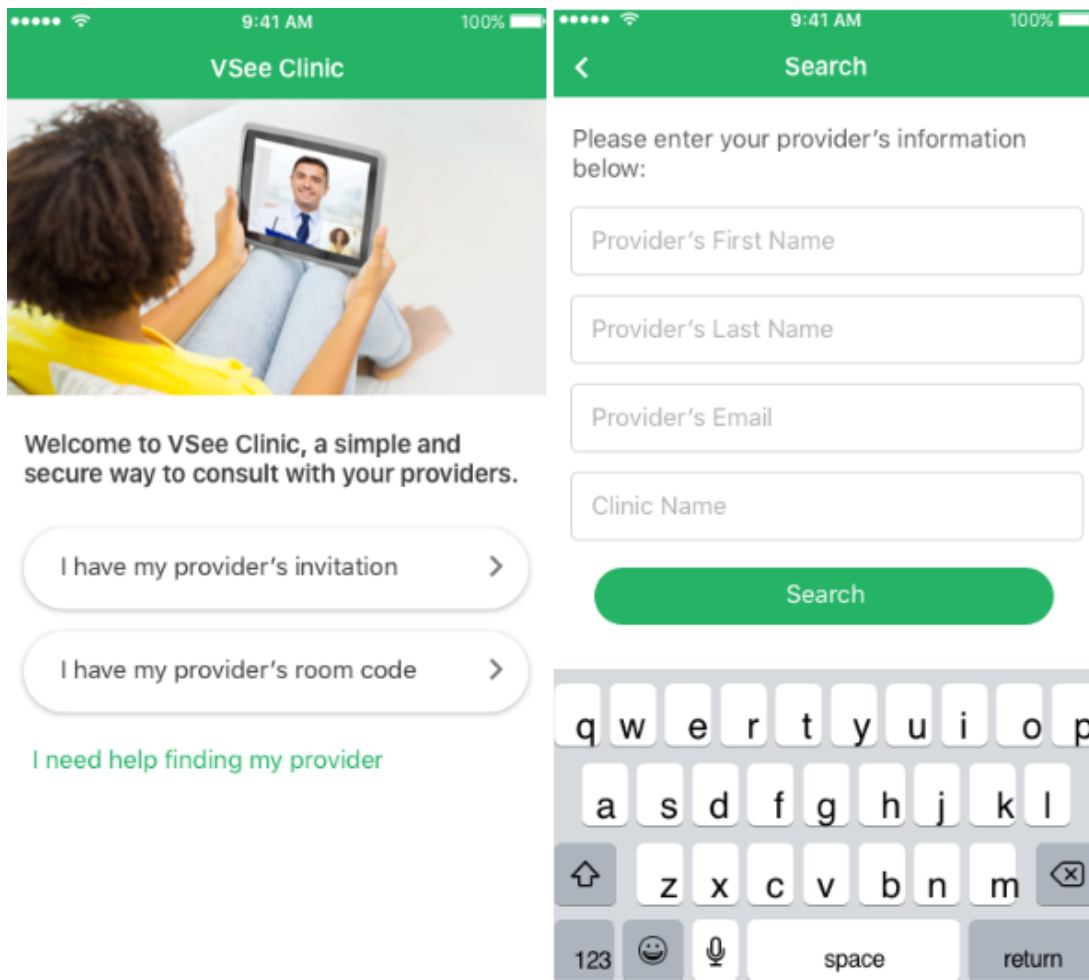 9:41 AM 100%
VSee Clinic
Welcome to VSee Clinic, a simple and
secure way to consult with your providers.
I have my provider’s invitation
I have my provider’s room code
I need help finding my provider
9:41 AM 100%
Search
Please enter your provider’s information
below:
Provider’s First Name
Provider’s Last Name
Provider’s Email
Clinic Name
Search
q w e r t y u i o p
a s d f g h j k l
z x c v b n m
123 space return